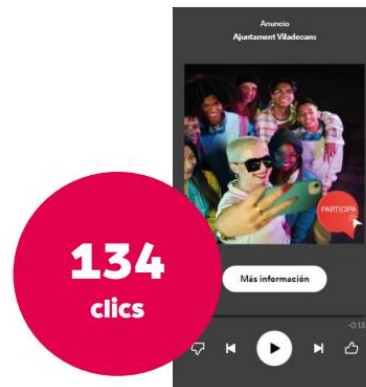 Anuncio
Ajuntament Viladecans
PARTICIPA
134
clics
Más información
-0:13